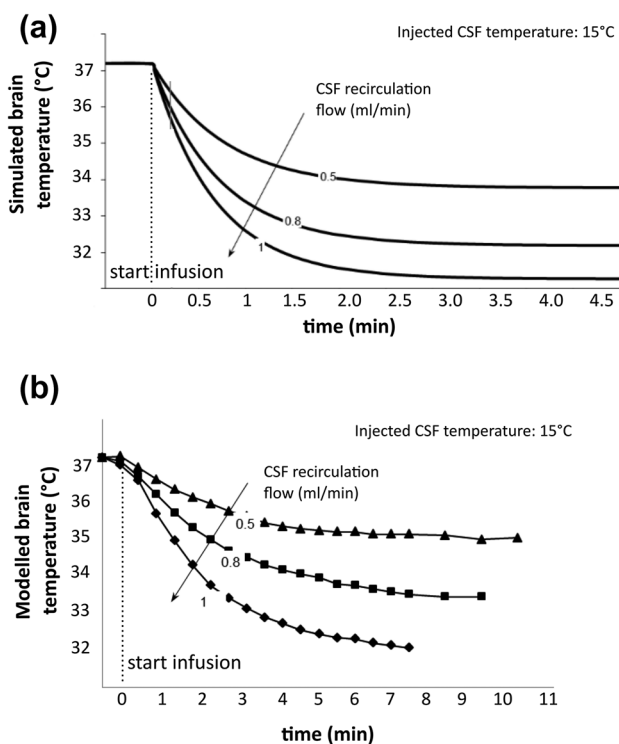 (a)
Injected CSF temperature: 15°C
Simulated brain
temperature (°C)
37
36
35
34
33
32
CSF recirculation
flow (ml/min)
0.5
0.8
1
start infusion
0 0.5 1 1.5 2.0 2.5 3.0 3.5 4.0 4.5
time (min)
(b)
Injected CSF temperature: 15°C
Modelled brain
temperature (°C)
37
36
35
34
33
32
CSF recirculation
flow (ml/min)
0.5
0.8
1
start infusion
0 1 2 3 4 5 6 7 8 9 10 11
time (min)